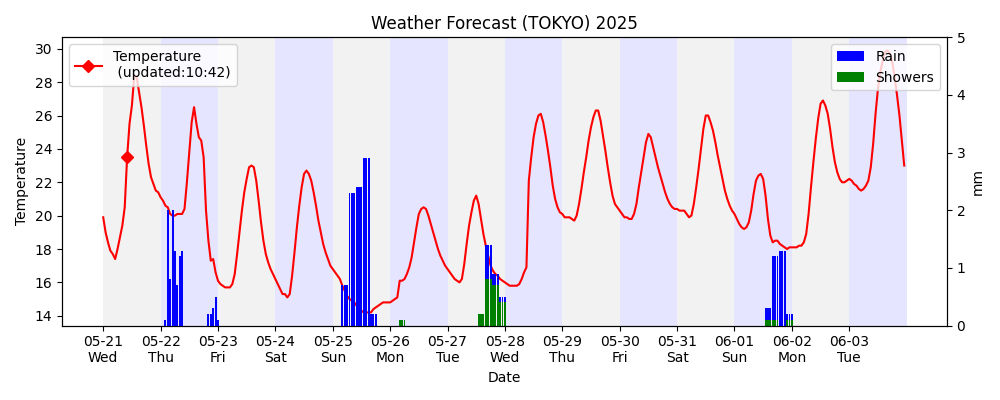 Weather Forecast (TOKYO) 2025
Temperature
(updated:10:42)
Rain
Showers
30
28
26
24
22
20
18
16
14
Temperature
5
4
3
2
1
0
mm
05-21 05-22 05-23 05-24 05-25 05-26 05-27 05-28 05-29 05-30 05-31 06-01 06-02 06-03
Wed Thu Fri Sat Sun Mon Tue Wed Thu Fri Sat Sun Mon Tue
Date